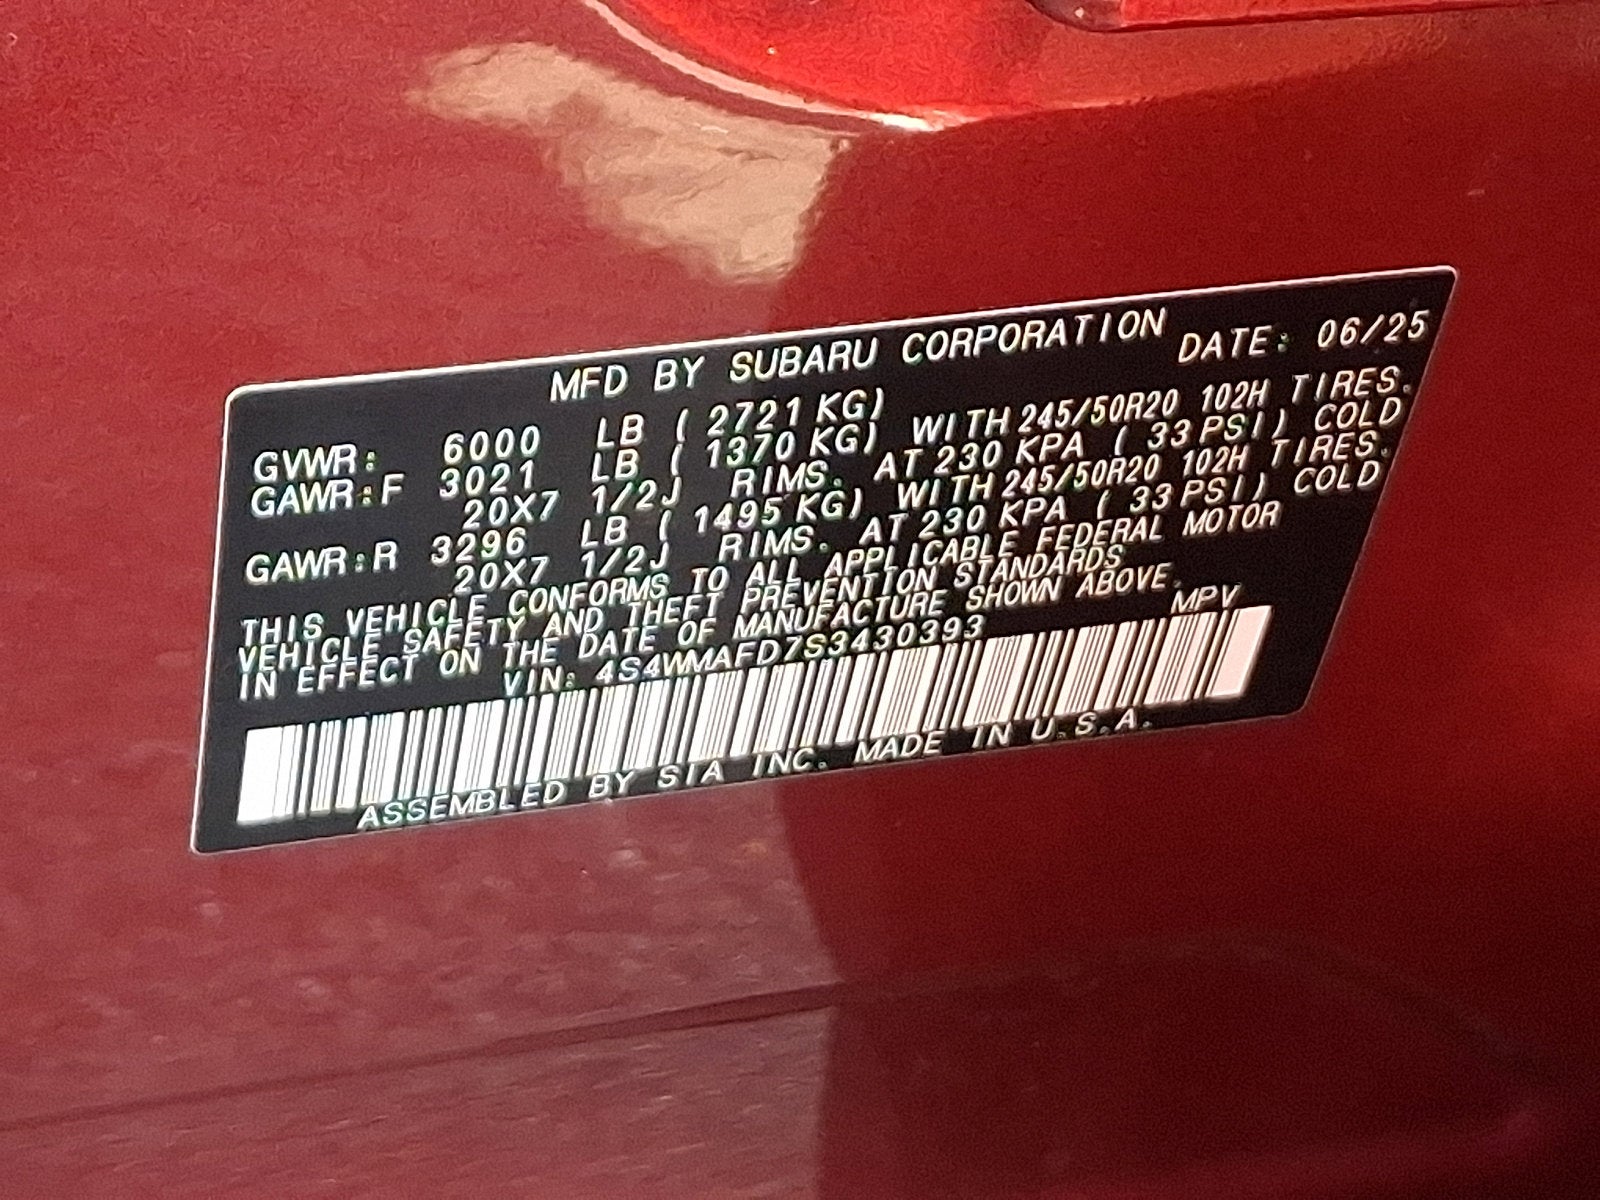 MFD BY SUBARU CORPORATION DATE: 06/25
GVWR: 6000 LB ( 2721 KG)
GAWR:F 3021 LB ( 1370 KG) WITH 245/50R20 102H TIRES.
20X7 1/2J RIMS. AT 230 KPA ( 33 PSI) COLD
GAWR:R 3296 LB ( 1495 KG) WITH 245/50R20 102H TIRES.
20X7 1/2J RIMS. AT 230 KPA ( 33 PSI) COLD
THIS VEHICLE CONFORMS TO ALL APPLICABLE FEDERAL MOTOR
VEHICLE SAFETY AND THEFT PREVENTION STANDARDS
IN EFFECT ON THE DATE OF MANUFACTURE SHOWN ABOVE.
VIN: 4S4WMAFD7S3430393 MPV
ASSEMBLED BY SIA INC. MADE IN U.S.A.